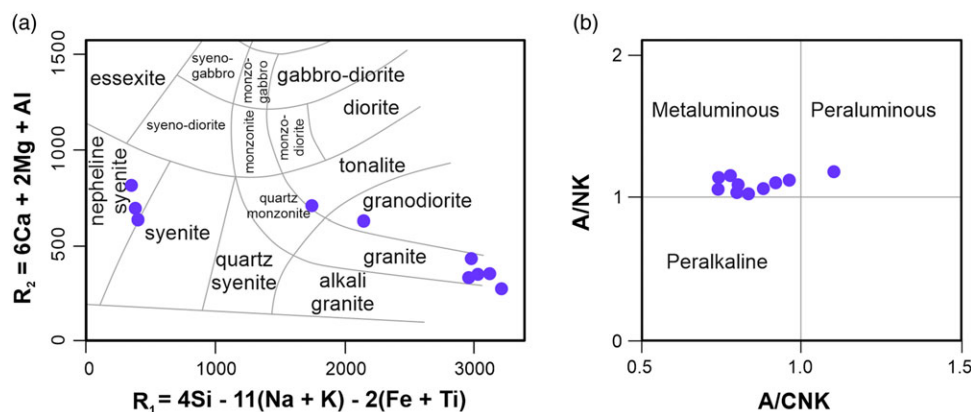 (a)
1500
1000
500
0
R₂ = 6Ca + 2Mg + Al
essexite
syeno-
gabbro
monzo-
gabbro
gabbro-diorite
diorite
syeno-diorite
monzonite
monzo-
diorite
tonalite
nepheline
syenite
syenite
quartz
monzonite
granodiorite
quartz
syenite
granite
alkali
granite
0
1000
2000
3000
R₁ = 4Si - 11(Na + K) - 2(Fe + Ti)
(b)
2
1
0
A/NK
Metaluminous
Peraluminous
Peralkaline
0.5
1.0
1.5
A/CNK